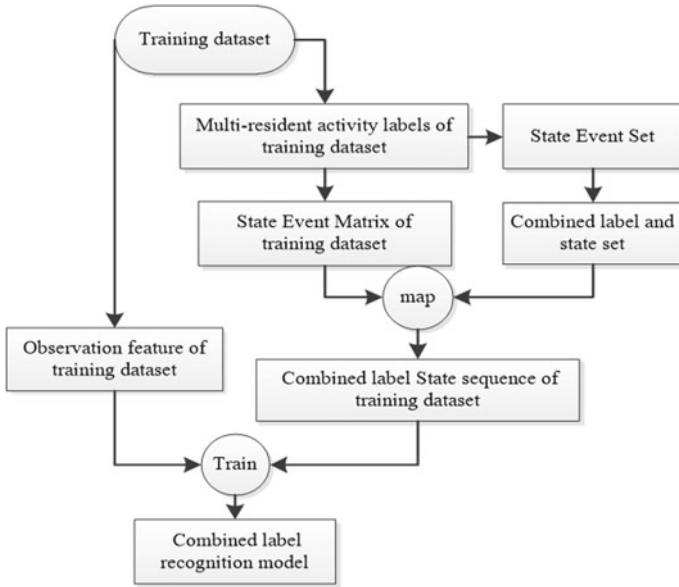 Training dataset
Multi-resident activity labels of
training dataset
State Event Set
State Event Matrix of
training dataset
Combined label and
state set
map
Observation feature of
training dataset
Combined label State sequence of
training dataset
Train
Combined label
recognition model